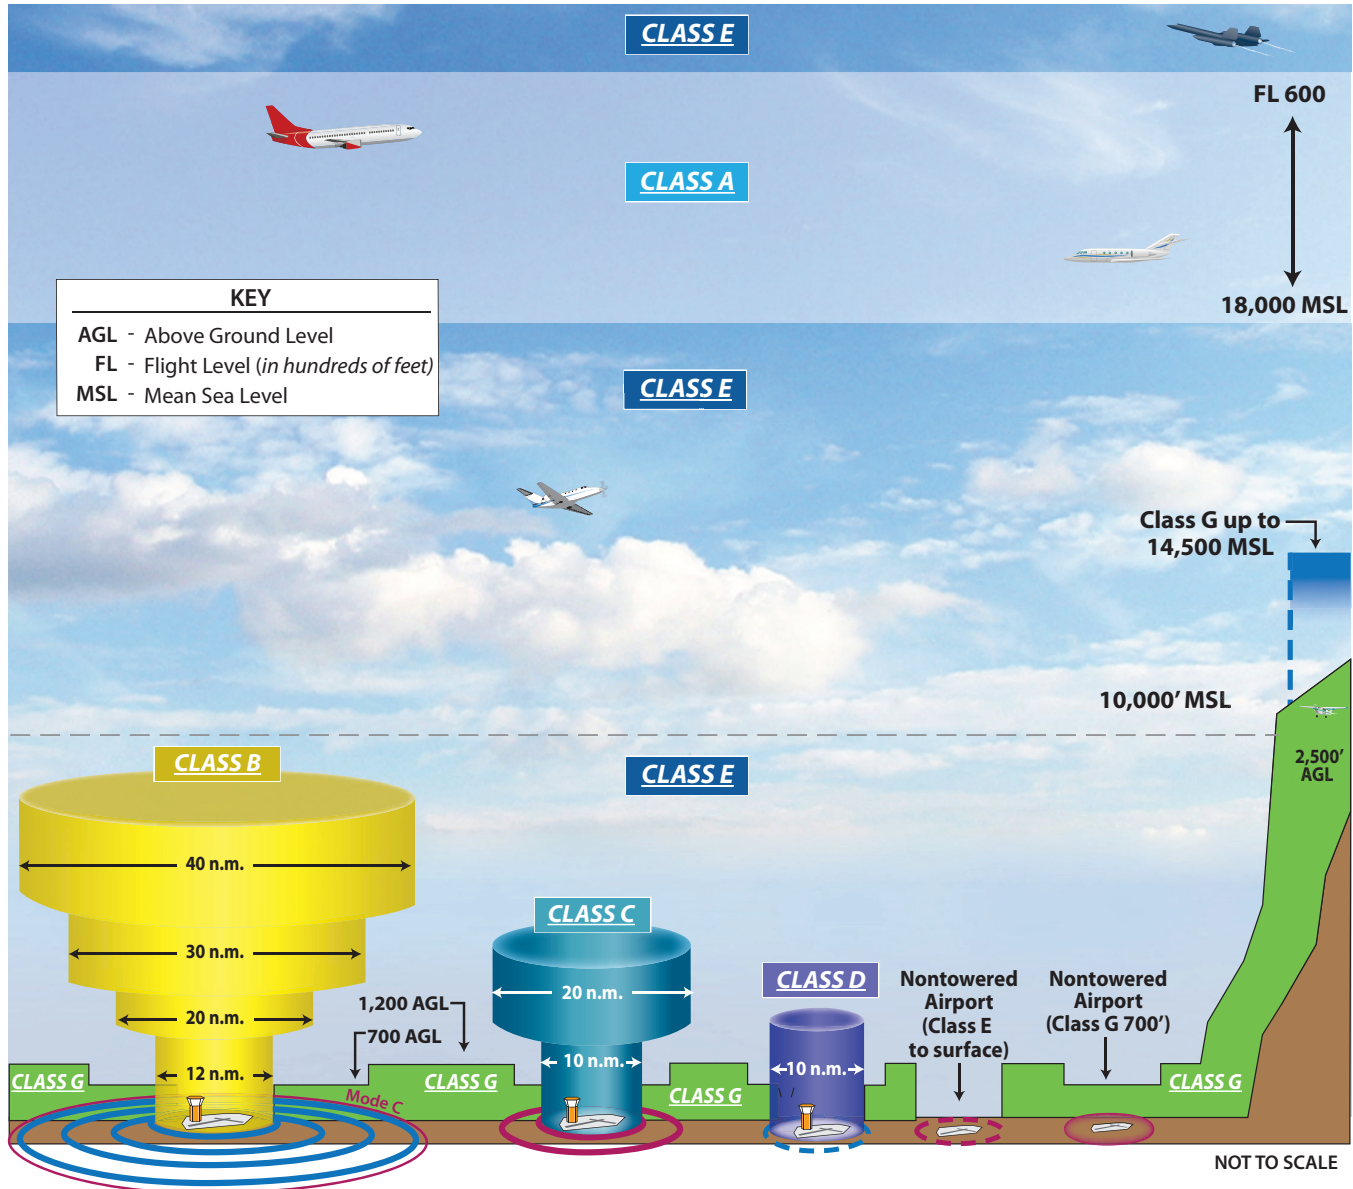 CLASS E
FL 600
CLASS A
18,000 MSL
KEY
AGL - Above Ground Level
FL - Flight Level (in hundreds of feet)
MSL - Mean Sea Level
CLASS E
Class G up to
14,500 MSL
10,000’ MSL
2,500’
AGL
CLASS B
CLASS E
40 n.m.
30 n.m.
20 n.m.
12 n.m.
1,200 AGL
700 AGL
CLASS C
20 n.m.
10 n.m.
CLASS D
10 n.m.
Nontowered
Airport
(Class E
to surface)
Nontowered
Airport
(Class G 700’)
CLASS G
CLASS G
CLASS G
CLASS G
Mode C
NOT TO SCALE